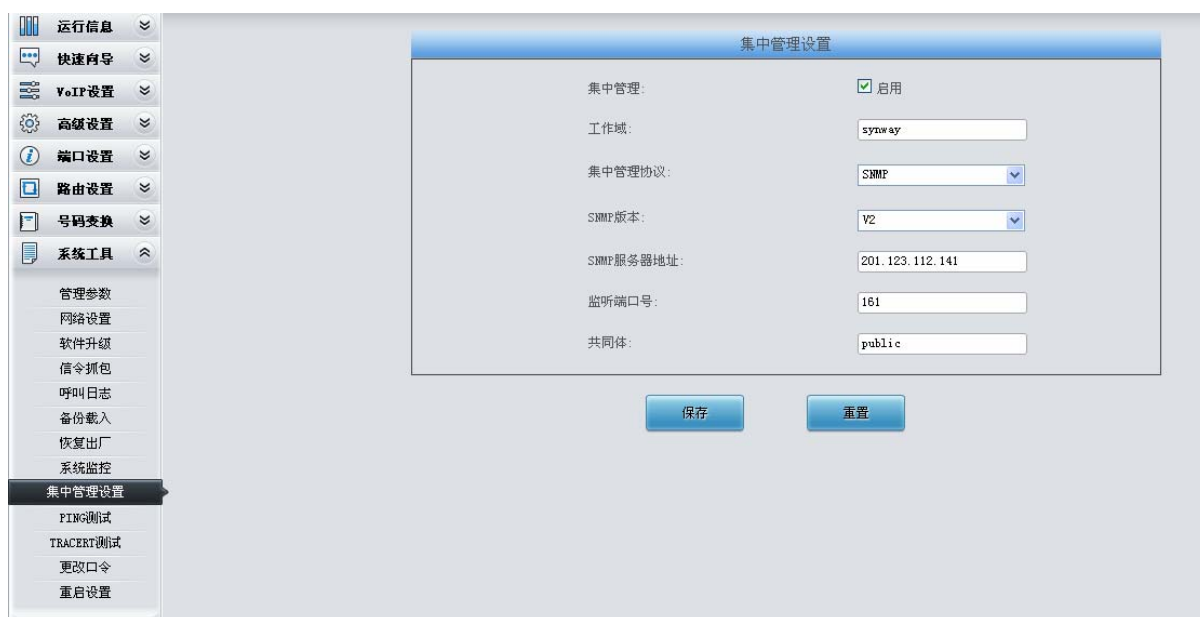 运行信息
快速向导
VoIP设置
高级设置
端口设置
路由设置
号码变换
系统工具
管理参数
网络设置
软件升级
信令抓包
呼叫日志
备份载入
恢复出厂
系统监控
集中管理设置
PING测试
TRACERT测试
更改口令
重启设置
集中管理设置
集中管理: 启用
工作域: synway
集中管理协议: SNMP
SNMP版本: V2
SNMP服务器地址: 201.123.112.141
监听端口号: 161
共同体: public
保存 重置